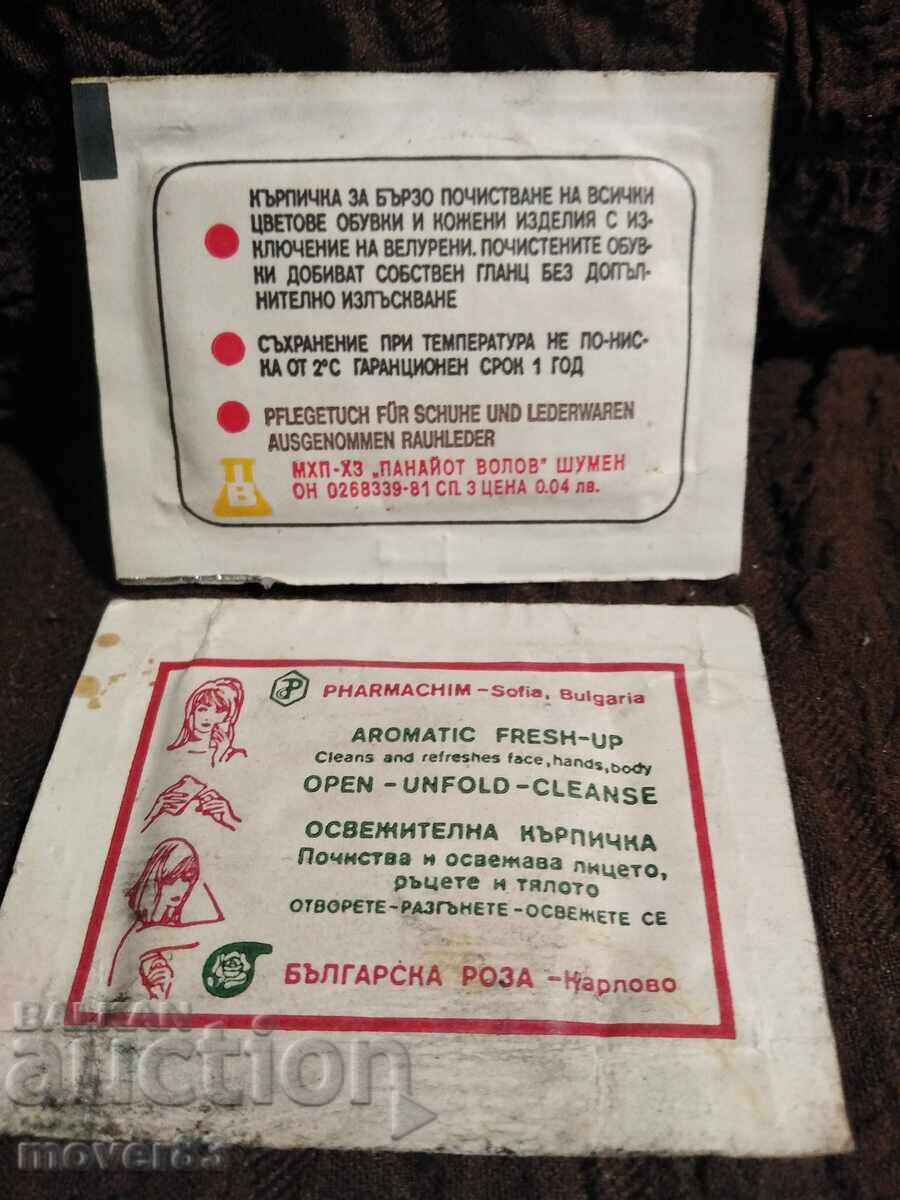 КЪРПИЧКА ЗА БЪРЗО ПОЧИСТВАНЕ НА ВСИЧКИ
ЦВЕТОВЕ ОБУВКИ И КОЖЕНИ ИЗДЕЛИЯ С ИЗ-
КЛЮЧЕНИЕ НА ВЕЛУРЕНИ. ПОЧИСТЕНИТЕ ОБУВ-
КИ ДОБИВАТ СОБСТВЕН ГЛАНЦ БЕЗ ДОПЪЛ-
НИТЕЛНО ИЗЛЪСКВАНЕ
СЪХРАНЕНИЕ ПРИ ТЕМПЕРАТУРА НЕ ПО-НИС-
КА ОТ 2°С ГАРАНЦИОНЕН СРОК 1 ГОД
PFLEGETUCH FÜR SCHUHE UND LEDERWAREN
AUSGENOMMEN RAUHLEDER
МХП-ХЗ „ПАНАЙОТ ВОЛОВ" ШУМЕН
ОН 0268339-81 СП. 3 ЦЕНА 0.04 лв.
ПВ
PHARMACHIM - Sofia, Bulgaria
AROMATIC FRESH-UP
Cleans and refreshes face, hands, body
OPEN - UNFOLD - CLEANSE
ОСВЕЖИТЕЛНА КЪРПИЧКА
Почиства и освежава лицето,
ръцете и тялото
ОТВОРЕТЕ - РАЗГЪНЕТЕ - ОСВЕЖЕТЕ СЕ
БЪЛГАРСКА РОЗА - Карлово
BALKAN
auction
mover83